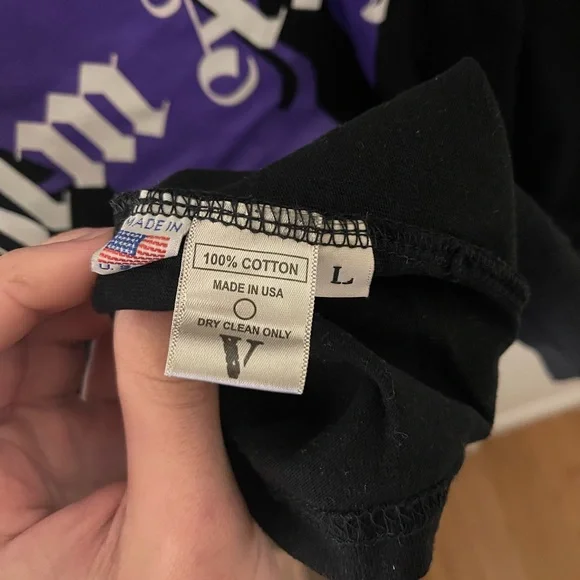 MADE IN
U.S
100% COTTON
MADE IN USA
DRY CLEAN ONLY
V
L